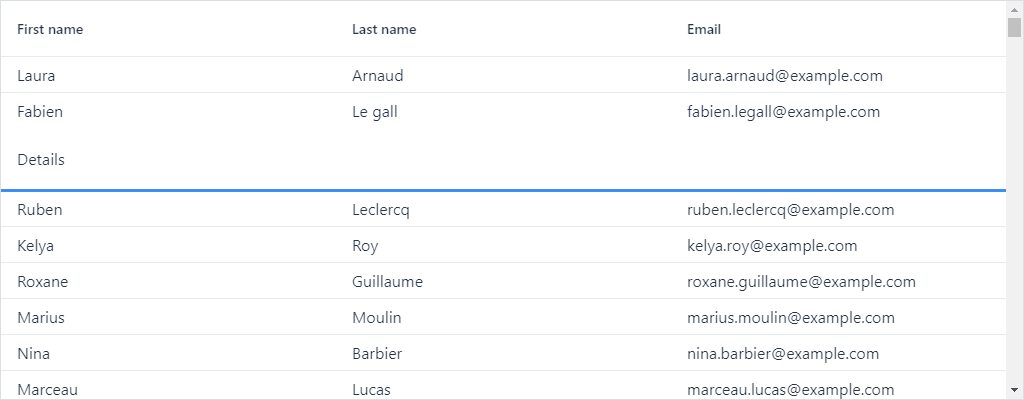 First name Last name Email
Laura Arnaud laura.arnaud@example.com
Fabien Le gall fabien.legall@example.com
Details
Ruben Leclercq ruben.leclercq@example.com
Kelya Roy kelya.roy@example.com
Roxane Guillaume roxane.guillaume@example.com
Marius Moulin marius.moulin@example.com
Nina Barbier nina.barbier@example.com
Marceau Lucas marceau.lucas@example.com